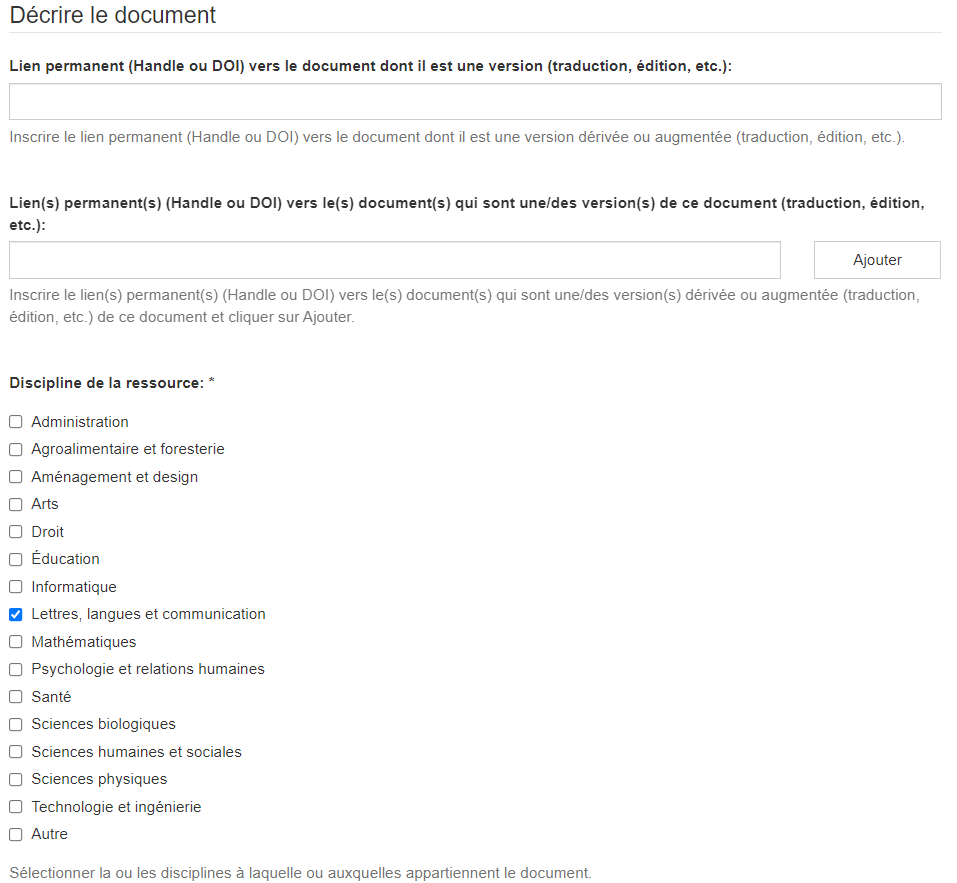 Décrire le document
Lien permanent (Handle ou DOI) vers le document dont il est une version (traduction, édition, etc.):
Inscrire le lien permanent (Handle ou DOI) vers le document dont il est une version dérivée ou augmentée (traduction, édition, etc.).
Lien(s) permanent(s) (Handle ou DOI) vers le(s) document(s) qui sont une/des version(s) de ce document (traduction, édition,
etc.):
Ajouter
Inscrire le lien(s) permanent(s) (Handle ou DOI) vers le(s) document(s) qui sont une/des version(s) dérivée ou augmentée (traduction,
édition, etc.) de ce document et cliquer sur Ajouter.
Discipline de la ressource: *
Administration
Agroalimentaire et foresterie
Aménagement et design
Arts
Droit
Éducation
Informatique
Lettres, langues et communication
Mathématiques
Psychologie et relations humaines
Santé
Sciences biologiques
Sciences humaines et sociales
Sciences physiques
Technologie et ingénierie
Autre
Sélectionner la ou les disciplines à laquelle ou auxquelles appartiennent le document.